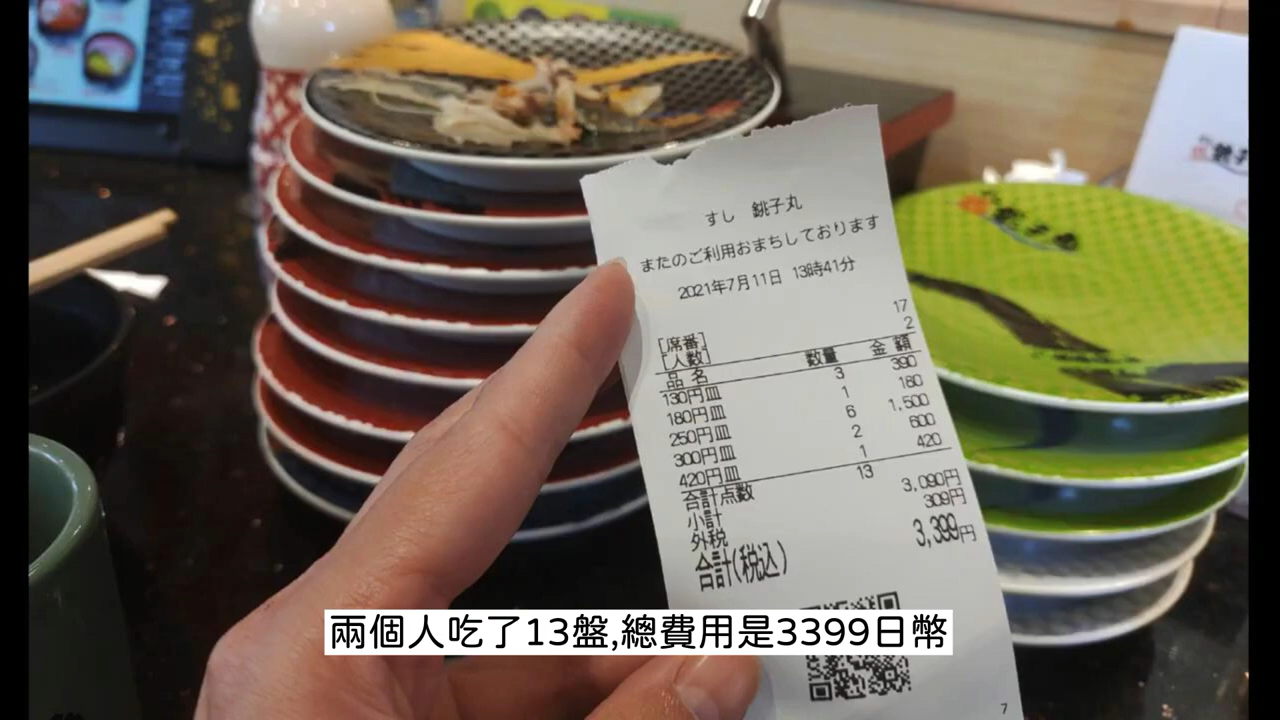 すし 銚子丸
またのご利用おまちしております
2021年7月11日 13時41分
[席番] 17
[人数] 2
品名 数量 金額
130円皿 3 390
180円皿 1 180
250円皿 6 1,500
300円皿 2 600
420円皿 1 420
合計点数 13
小計 3,090円
外税 309円
合計(税込) 3,399円
7
兩個人吃了13盤,總費用是3399日幣